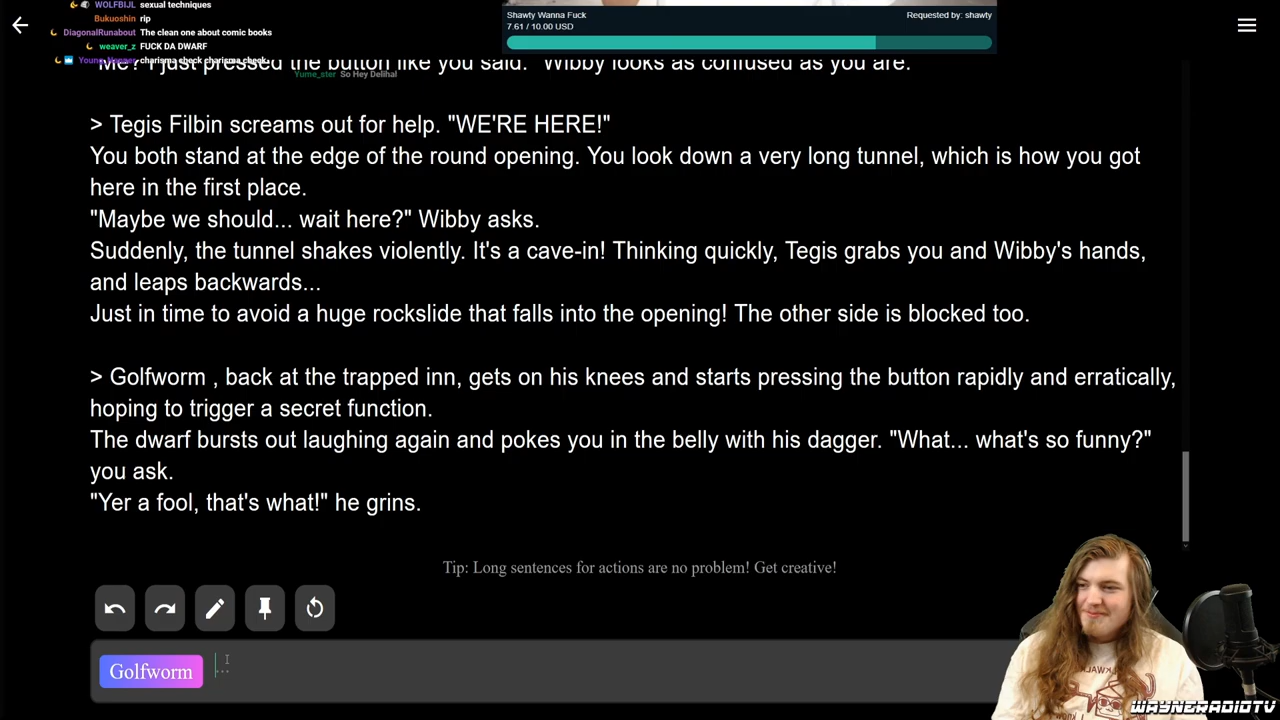 WOLFBIJL sexual techniques
Bukuoshin rip
DiagonalRunabout The clean one about comic books
weaver_z FUCK DA DWARF
charisma check charisma check
Yume_ster So Hey Delihal
Shawty Wanna Fuck
Requested by: shawty
7.61 / 10.00 USD
"Me? I just pressed the button like you said." Wibby looks as confused as you are.
> Tegis Filbin screams out for help. "WE'RE HERE!"
You both stand at the edge of the round opening. You look down a very long tunnel, which is how you got
here in the first place.
"Maybe we should... wait here?" Wibby asks.
Suddenly, the tunnel shakes violently. It's a cave-in! Thinking quickly, Tegis grabs you and Wibby's hands,
and leaps backwards...
Just in time to avoid a huge rockslide that falls into the opening! The other side is blocked too.
> Golfworm , back at the trapped inn, gets on his knees and starts pressing the button rapidly and erratically,
hoping to trigger a secret function.
The dwarf bursts out laughing again and pokes you in the belly with his dagger. "What... what's so funny?"
you ask.
"Yer a fool, that's what!" he grins.
Tip: Long sentences for actions are no problem! Get creative!
Golfworm ...
WAYNERADIOTV